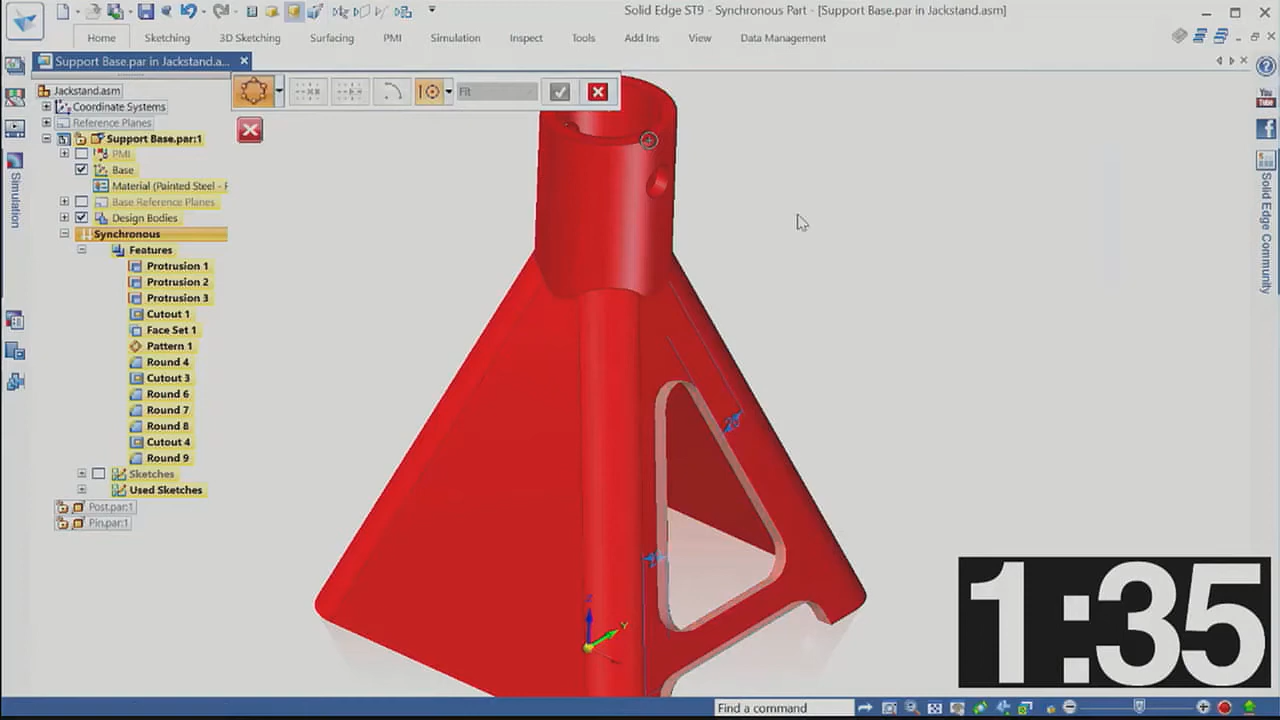 Solid Edge ST9 - Synchronous Part - [Support Base.par in Jackstand.asm]
Home Sketching 3D Sketching Surfacing PMI Simulation Inspect Tools Add Ins View Data Management
Support Base.par in Jackstand.a...
Jackstand.asm
Coordinate Systems
Reference Planes
Support Base.par:1
PMI
Base
Material (Painted Steel -
Base Reference Planes
Design Bodies
Synchronous
Features
Protrusion 1
Protrusion 2
Protrusion 3
Cutout 1
Face Set 1
Pattern 1
Round 4
Cutout 3
Round 6
Round 7
Round 8
Cutout 4
Round 9
Sketches
Used Sketches
Post.par:1
Pin.par:1
Fit
Simulation
You
Tube
Solid Edge Community
20
Z
Y
1:35
Find a command